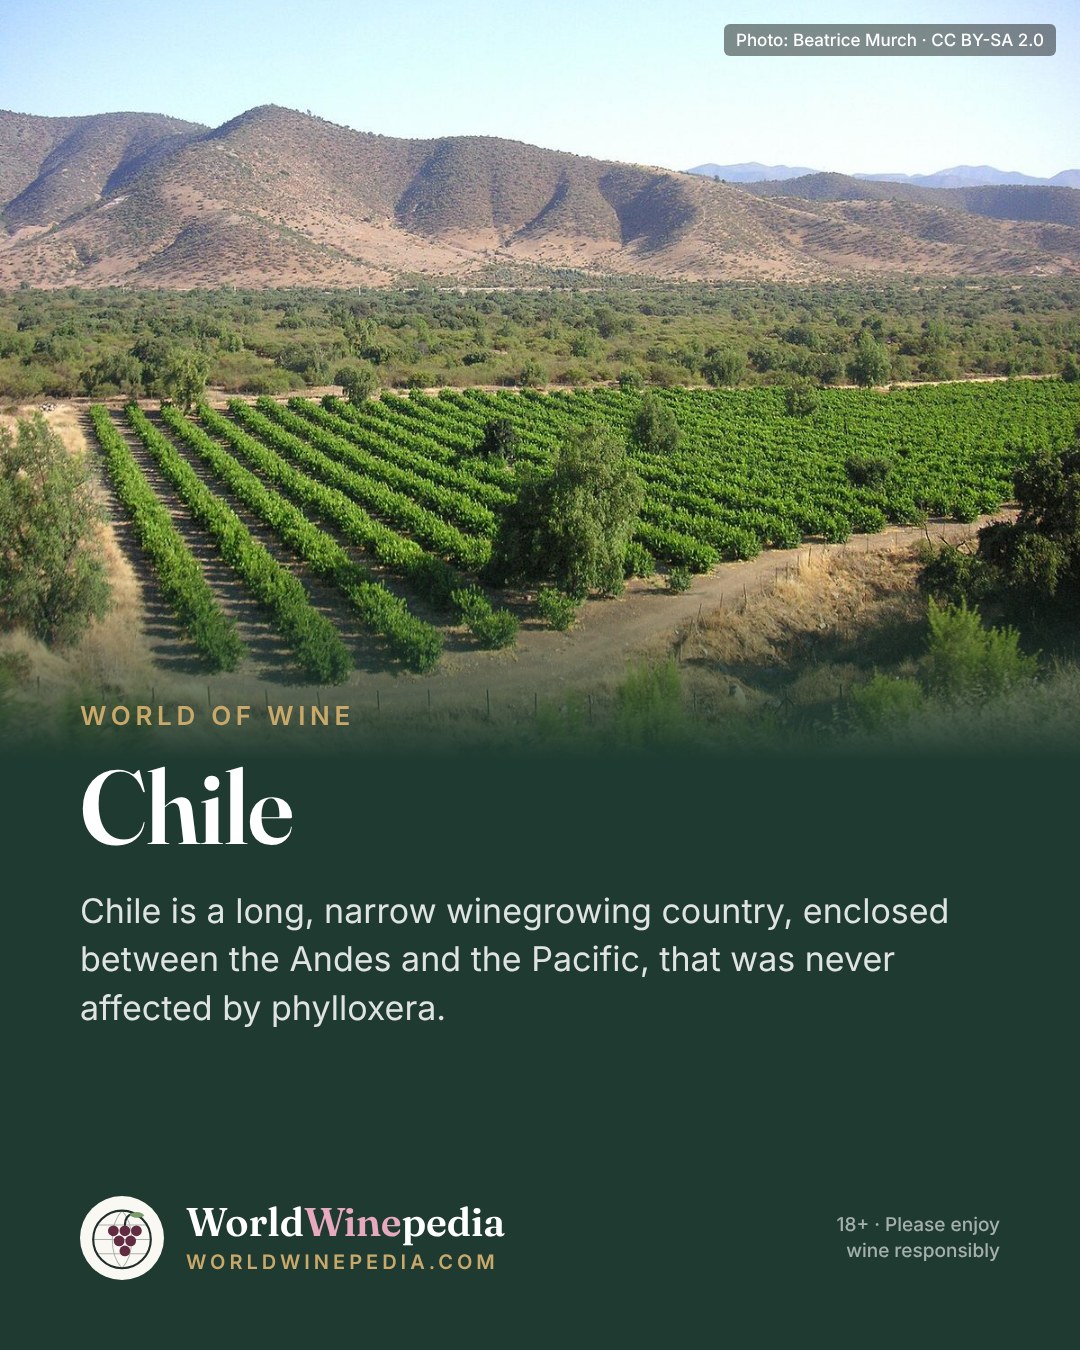 Photo: Beatrice Murch · CC BY-SA 2.0
WORLD OF WINE
Chile
Chile is a long, narrow winegrowing country, enclosed
between the Andes and the Pacific, that was never
affected by phylloxera.
WorldWinepedia
WORLDWINEPEDIA.COM
18+ · Please enjoy
wine responsibly